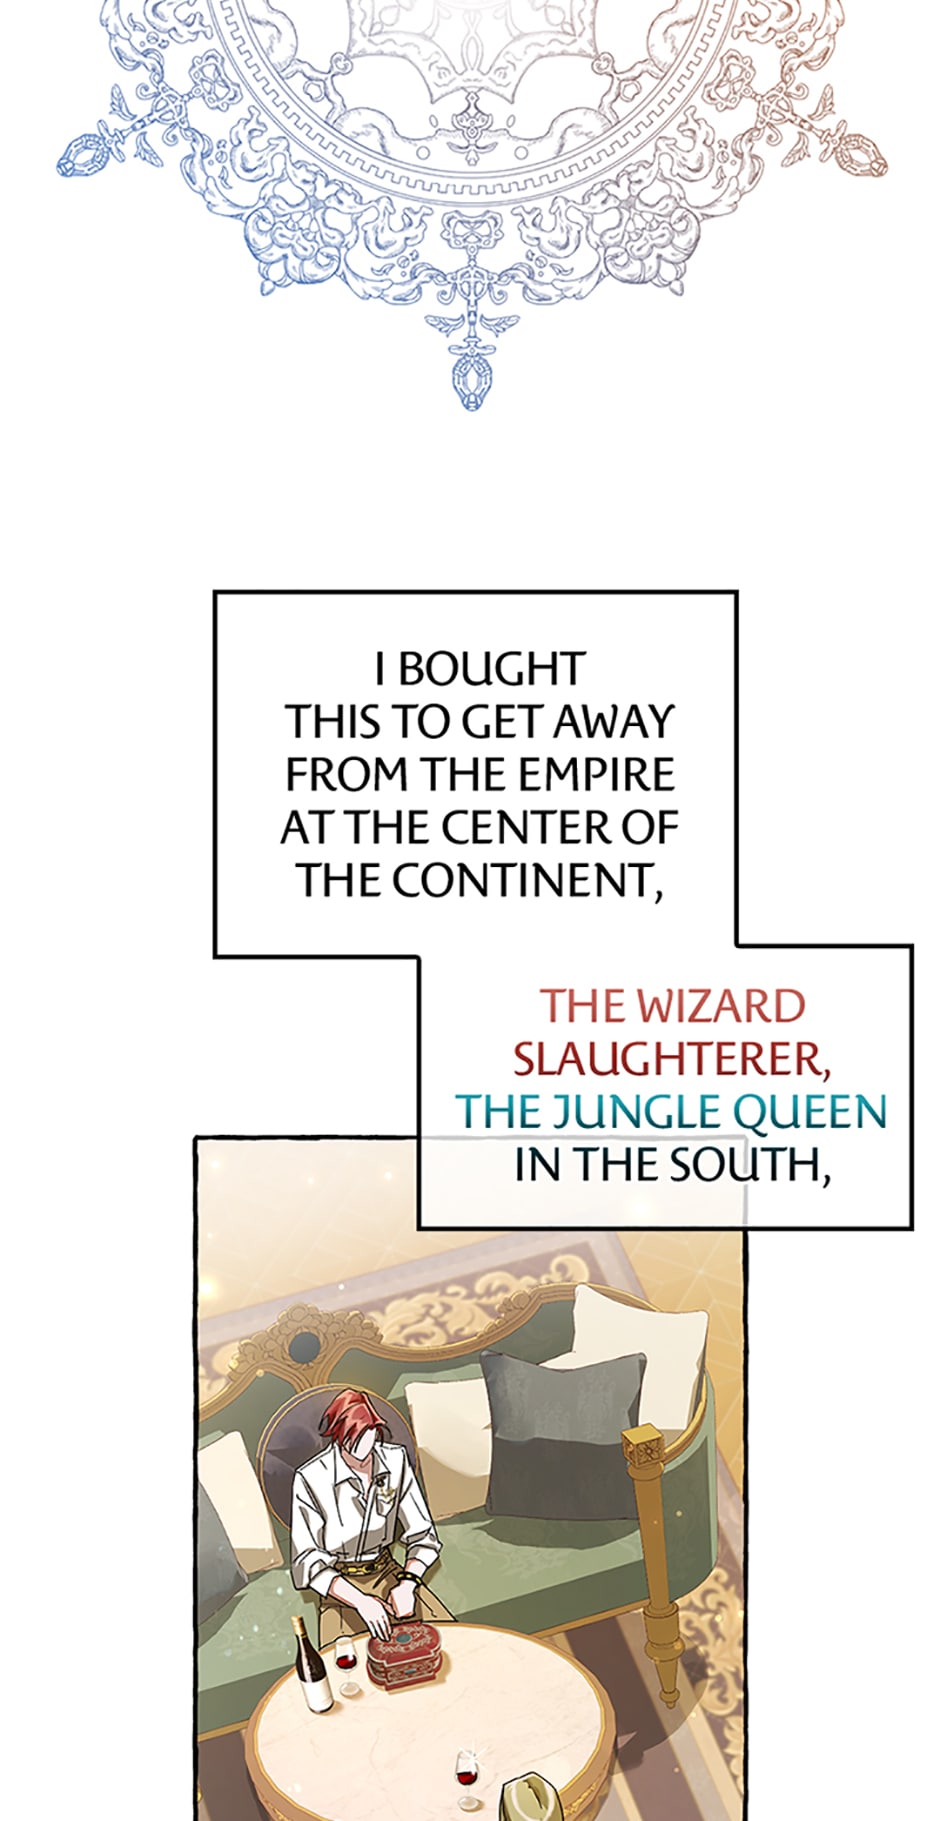 I BOUGHT
THIS TO GET AWAY
FROM THE EMPIRE
AT THE CENTER OF
THE CONTINENT,
THE WIZARD
SLAUGHTERER,
THE JUNGLE QUEEN
IN THE SOUTH,